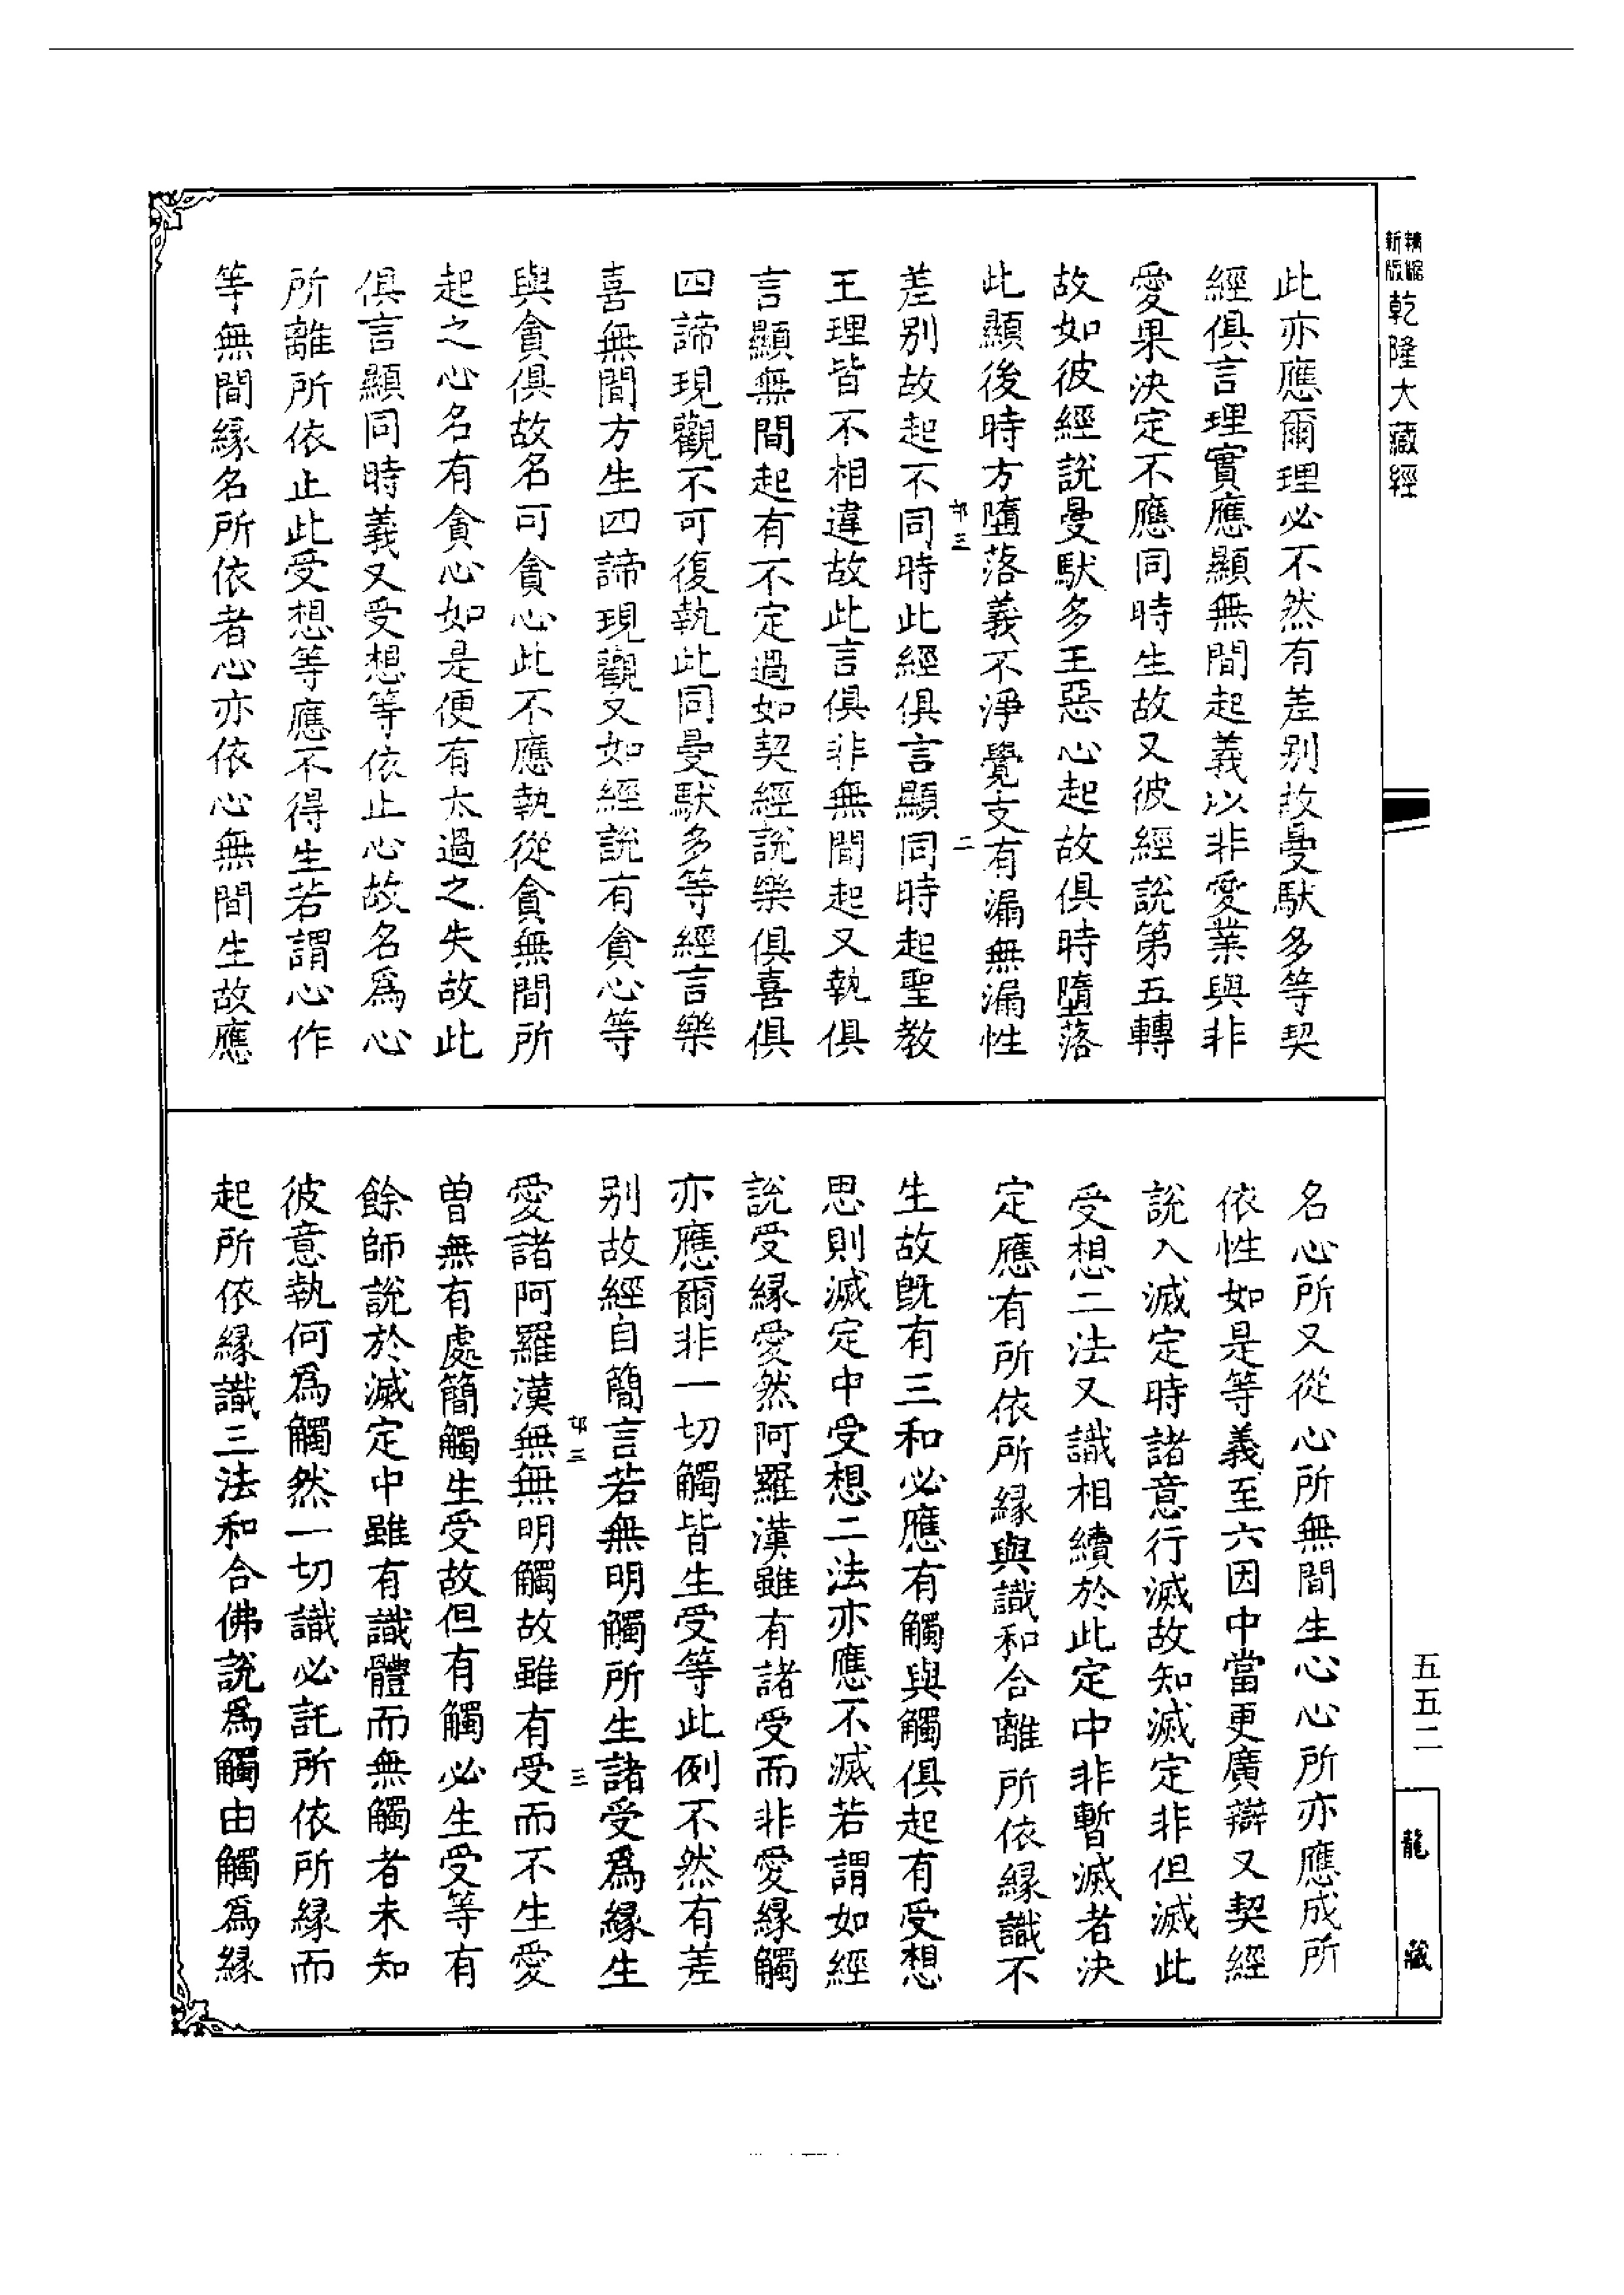 精縮新版乾隆大藏經
此亦應爾理必不然有差别故曼馱多等契
經俱言理實應顯無間起義以非愛業與非
愛果決定不應同時生故又彼經説第五轉
故如彼經說曼馱多王惡心起故俱時墮落
此顯後時方墮落義不淨覺支有漏無漏性
邿三 二
差别故起不同時此經俱言顯同時起聖教
王理皆不相違故此言俱非無間起又執俱
言顯無間起有不定過如契經說樂俱喜俱
四諦現觀不可復執此同曼馱多等經言樂
喜無間方生四諦現觀又如經說有貪心等
與貪俱故名可貪心此不應執從貪無間所
起之心名有貪心如是便有太過之失故此
俱言顯同時義又受想等依止心故名爲心
所離所依止此受想等應不得生若謂心作
等無間緣名所依者心亦依心無間生故應
名心所又從心所無間生心心所亦應成所
依性如是等義至六因中當更廣辯又契經
說入滅定時諸意行滅故知滅定非但滅此
受想二法又識相續於此定中非暫滅者決
定應有所依所緣與識和合離所依緣識不
生故旣有三和必應有觸與觸俱起有受想
思則滅定中受想二法亦應不滅若謂如經
說受緣愛然阿羅漢雖有諸受而非愛緣觸
亦應爾非一切觸皆生受等此例不然有差
别故經自簡言若無明觸所生諸受爲緣生
邿三 三
愛諸阿羅漢無無明觸故雖有受而不生愛
曾無有處簡觸生受故但有觸必生受等有
餘師說於滅定中雖有識體而無觸者未知
彼意執何爲觸然一切識必託所依所緣而
起所依緣識三法和合佛說爲觸由觸爲緣
五五二
龍藏